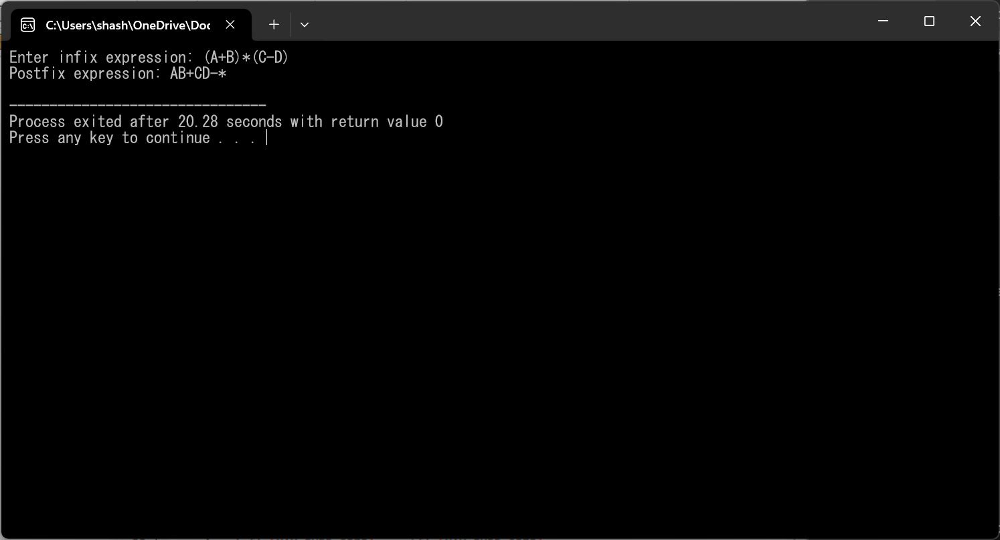 C:\Users\shash\OneDrive\Doc
Enter infix expression: (A+B)*(C-D)
Postfix expression: AB+CD-*
--------------------------------
Process exited after 20.28 seconds with return value 0
Press any key to continue . . .